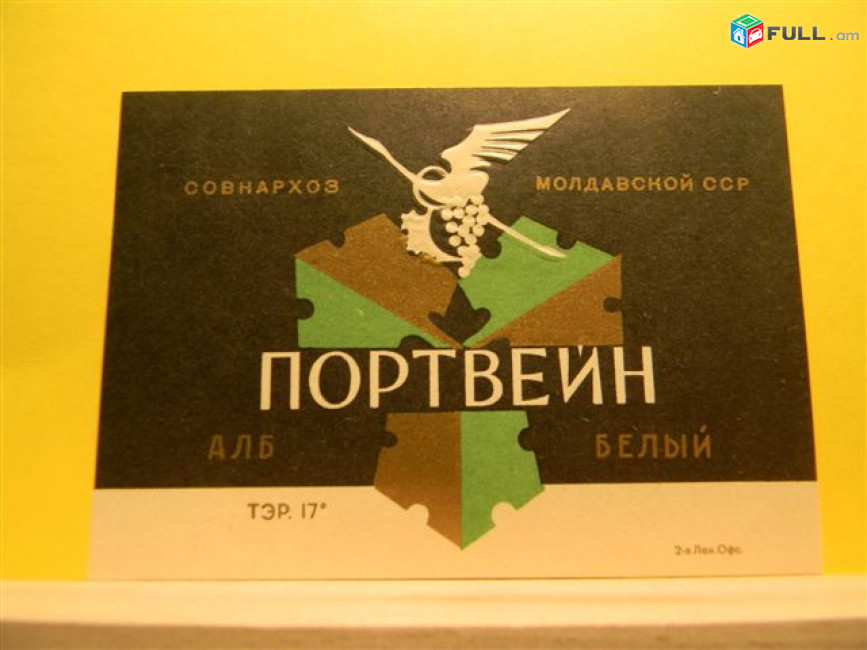 FULL.am
СОВНАРХОЗ
МОЛДАВСКОЙ ССР
ПОРТВЕЙН
АЛБ
БЕЛЫЙ
ТЭР. 17°
2-я Лен. Офс.